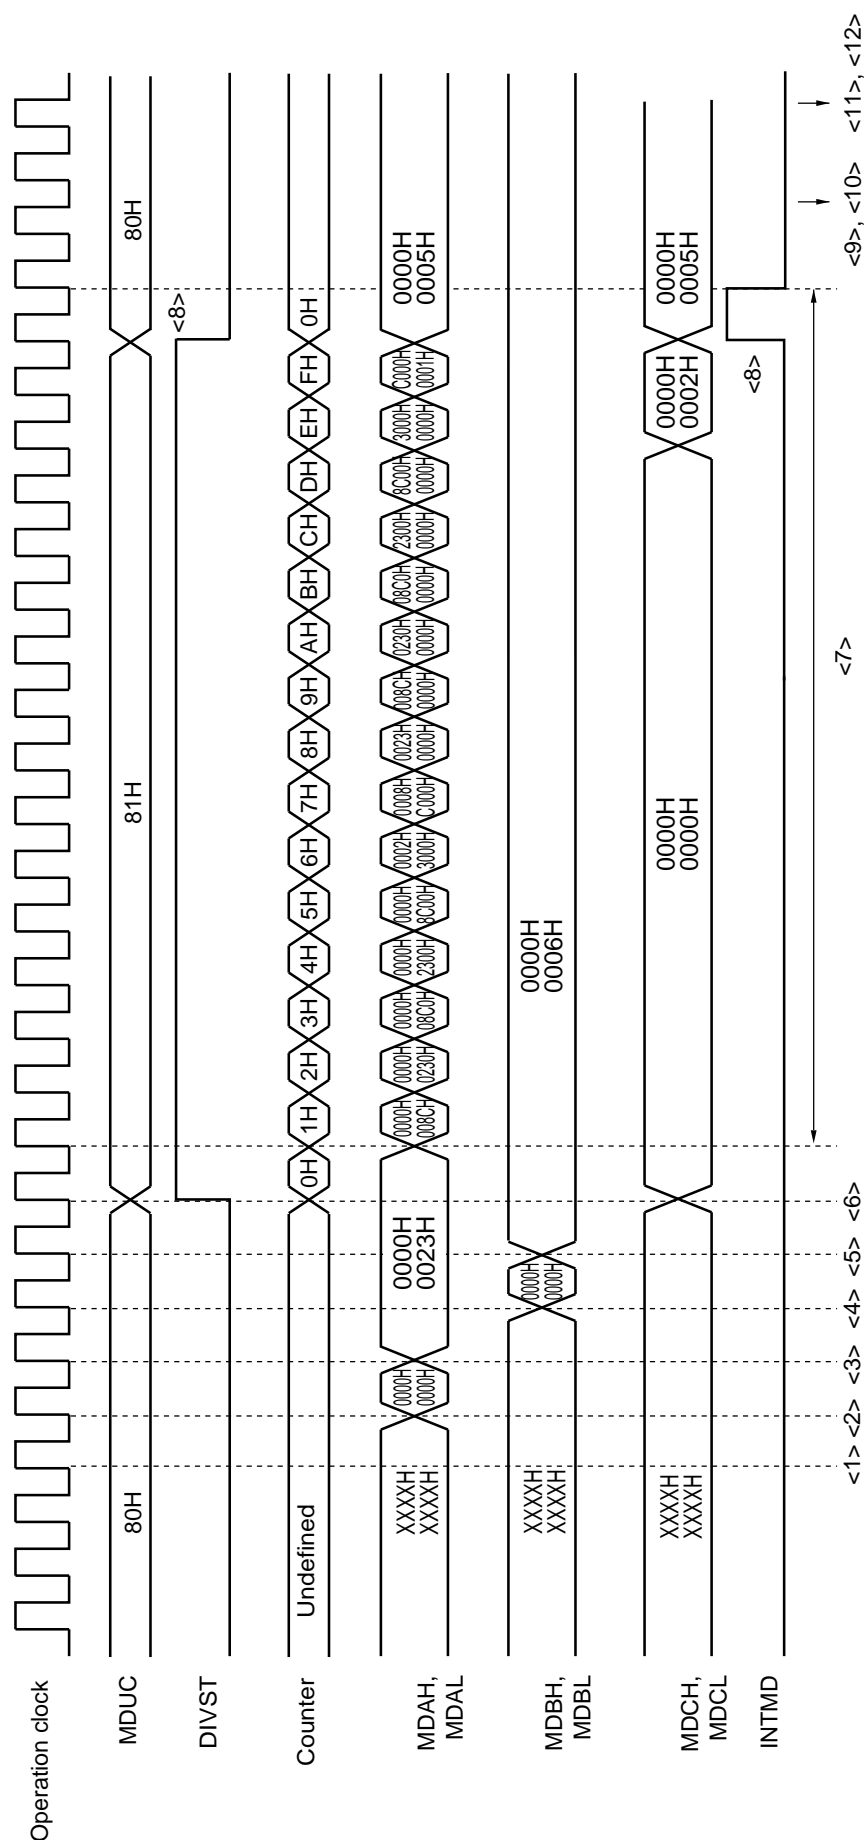 Operation clock
MDUC
80H
81H
80H
DIVST
<8>
Counter
Undefined
0H
1H
2H
3H
4H
5H
6H
7H
8H
9H
AH
BH
CH
DH
EH
FH
0H
MDAH,
MDAL
XXXXH
XXXXH
0000H
0000H
0000H
0023H
0000H
008CH
0000H
0230H
0000H
08C0H
0000H
2300H
0000H
8C00H
0002H
3000H
0008H
C000H
0023H
0000H
008CH
0000H
0230H
0000H
08C0H
0000H
2300H
0000H
8C00H
0000H
3000H
0000H
C000H
0001H
0000H
0005H
MDBH,
MDBL
XXXXH
XXXXH
0000H
0000H
0000H
0006H
MDCH,
MDCL
XXXXH
XXXXH
0000H
0000H
0000H
0002H
0000H
0005H
INTMD
<8>
<1>
<2>
<3>
<4>
<5>
<6>
<7>
<9>, <10>
<11>, <12>